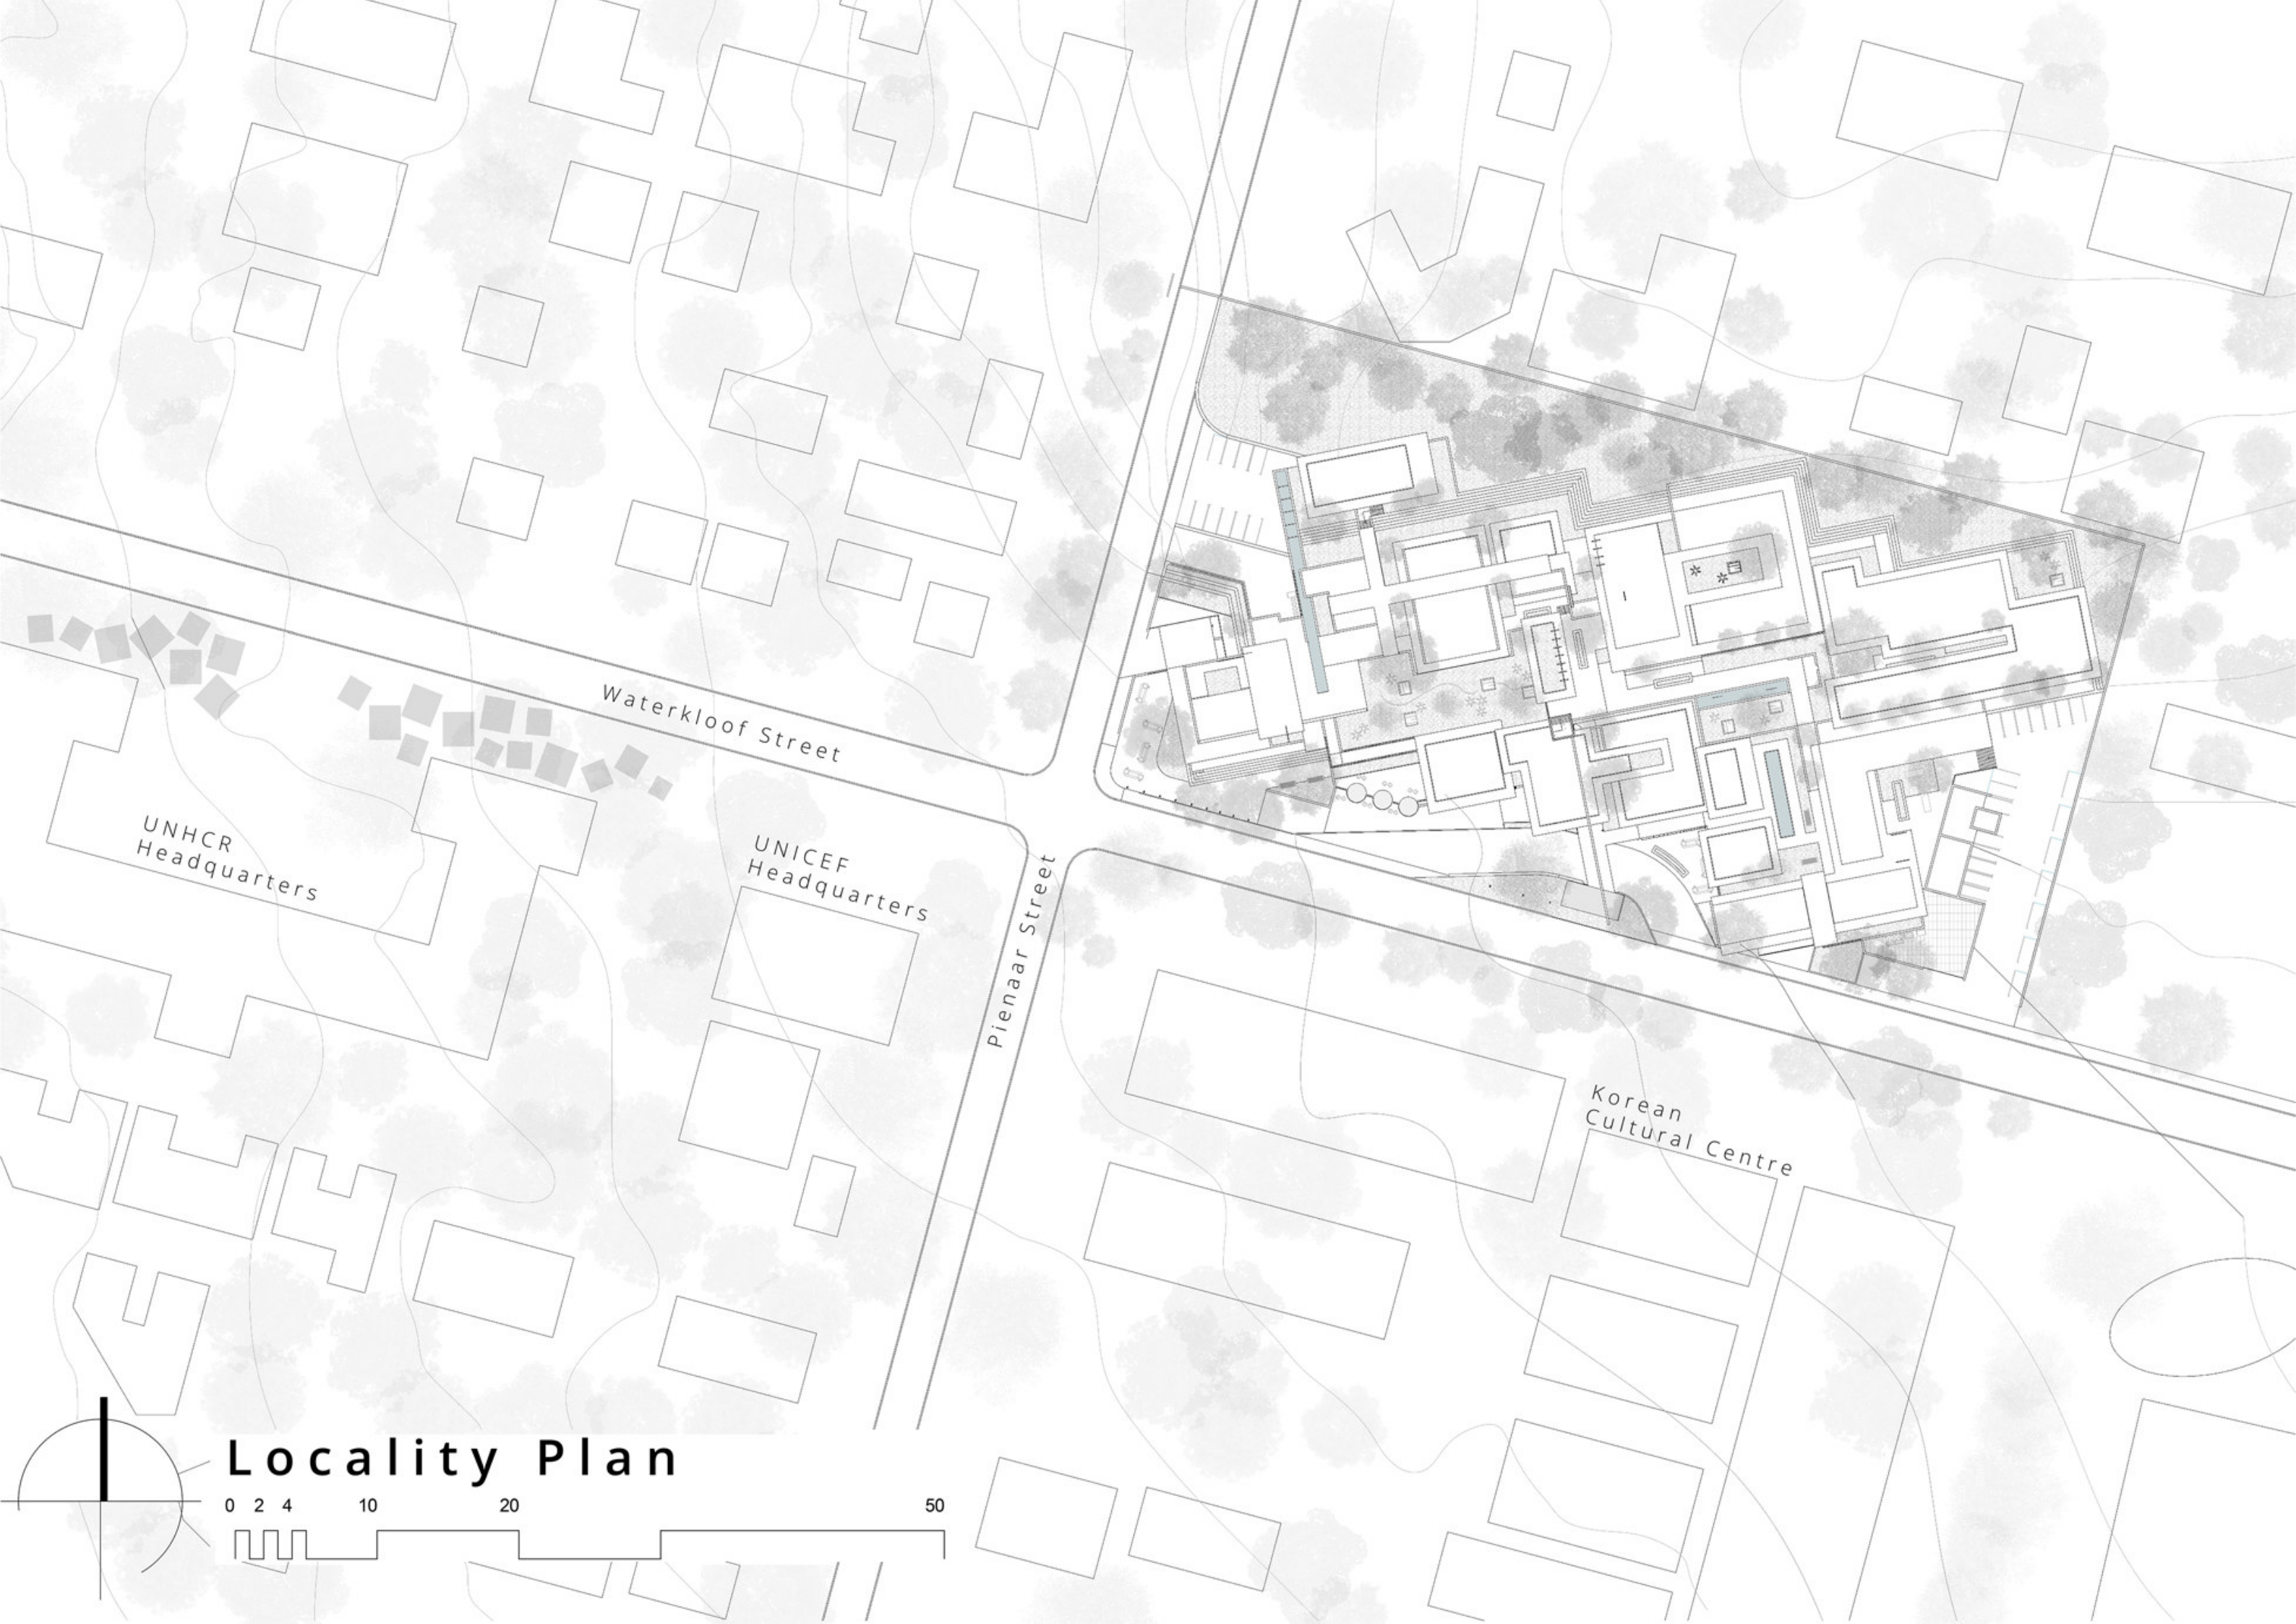 Waterkloof Street
UNHCR
Headquarters
UNICEF
Headquarters
Pienaar Street
Korean
Cultural Centre
Locality Plan
0 2 4 10 20 50